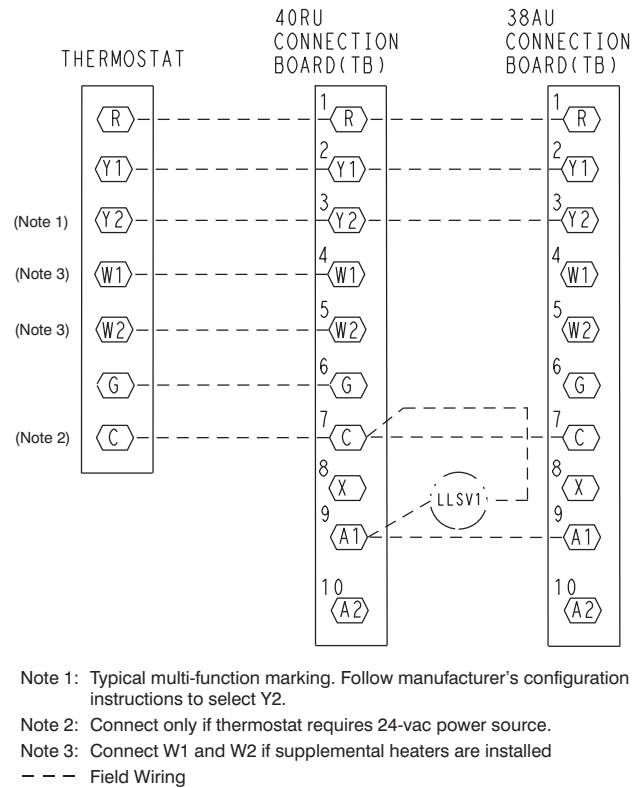 THERMOSTAT
40RU
CONNECTION
BOARD(TB)
38AU
CONNECTION
BOARD(TB)
R
1
R
1
R
Y1
2
Y1
2
Y1
(Note 1)
Y2
3
Y2
3
Y2
(Note 3)
W1
4
W1
4
W1
(Note 3)
W2
5
W2
5
W2
G
6
G
6
G
(Note 2)
C
7
C
7
C
8
X
8
X
LLSV1
9
A1
9
A1
10
A2
10
A2
Note 1: Typical multi-function marking. Follow manufacturer's configuration
instructions to select Y2.
Note 2: Connect only if thermostat requires 24-vac power source.
Note 3: Connect W1 and W2 if supplemental heaters are installed
– – – Field Wiring